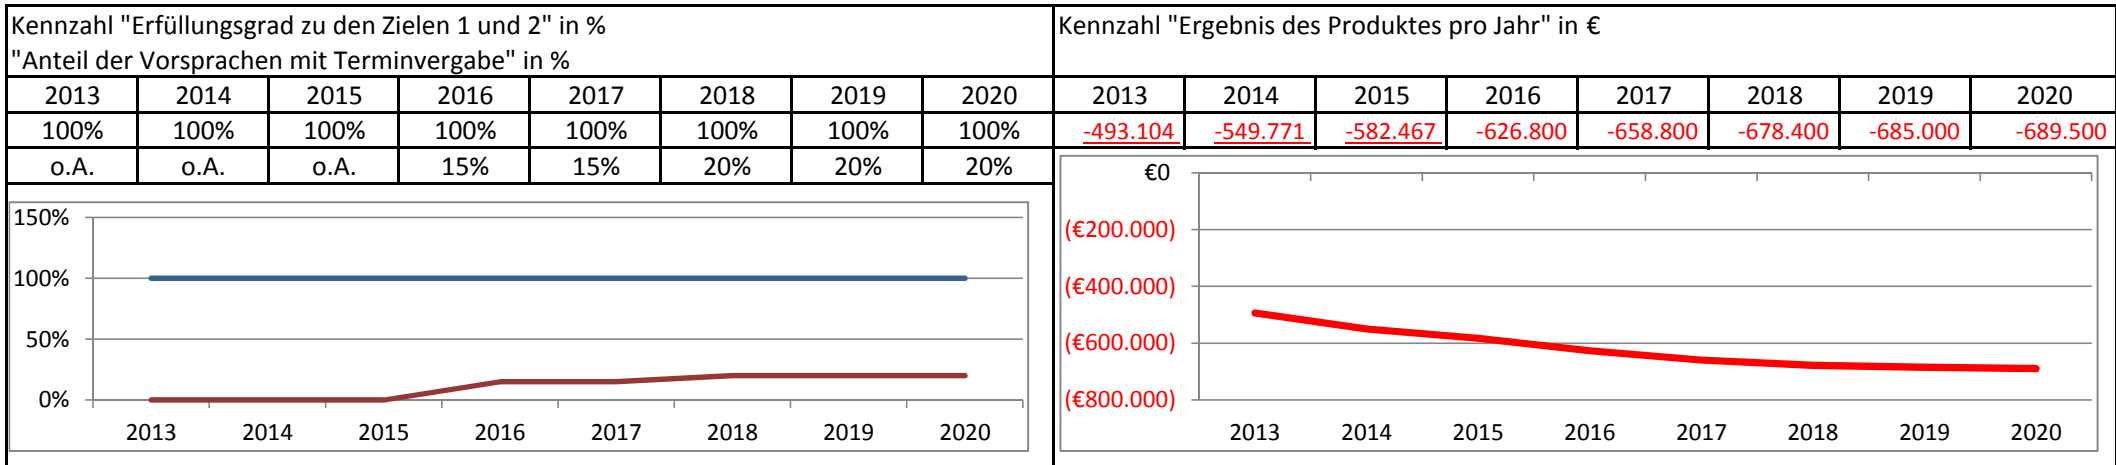 Kennzahl "Erfüllungsgrad zu den Zielen 1 und 2" in %
"Anteil der Vorsprachen mit Terminvergabe" in %
2013 2014 2015 2016 2017 2018 2019 2020
100% 100% 100% 100% 100% 100% 100% 100%
o.A. o.A. o.A. 15% 15% 20% 20% 20%
150%
100%
50%
0%
2013 2014 2015 2016 2017 2018 2019 2020
Kennzahl "Ergebnis des Produktes pro Jahr" in €
2013 2014 2015 2016 2017 2018 2019 2020
-493.104 -549.771 -582.467 -626.800 -658.800 -678.400 -685.000 -689.500
€0
(€200.000)
(€400.000)
(€600.000)
(€800.000)
2013 2014 2015 2016 2017 2018 2019 2020